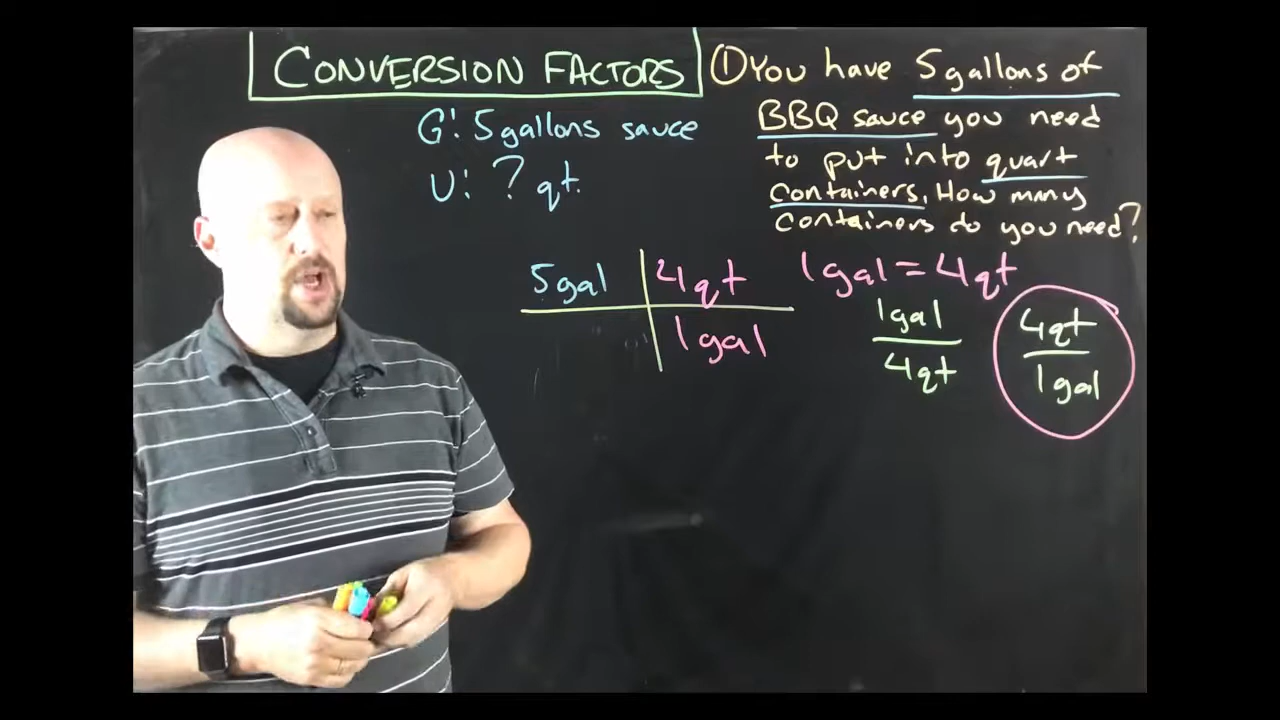 CONVERSION FACTORS
G: 5 gallons sauce
U: ? qt.
① You have 5 gallons of
BBQ sauce you need
to put into quart
containers. How many
containers do you need?
5 gal 4 qt
1 gal
1 gal = 4 qt
1 gal
4 qt
4 qt
1 gal